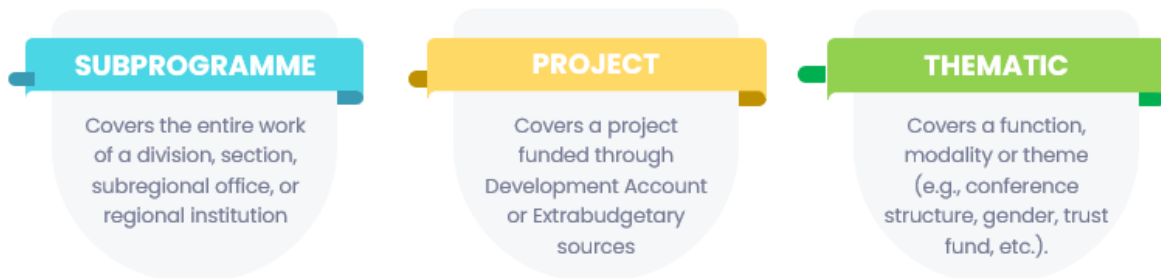 SUBPROGRAMME
Covers the entire work
of a division, section,
subregional office, or
regional institution
PROJECT
Covers a project
funded through
Development Account
or Extrabudgetary
sources
THEMATIC
Covers a function,
modality or theme
(e.g., conference
structure, gender, trust
fund, etc.).